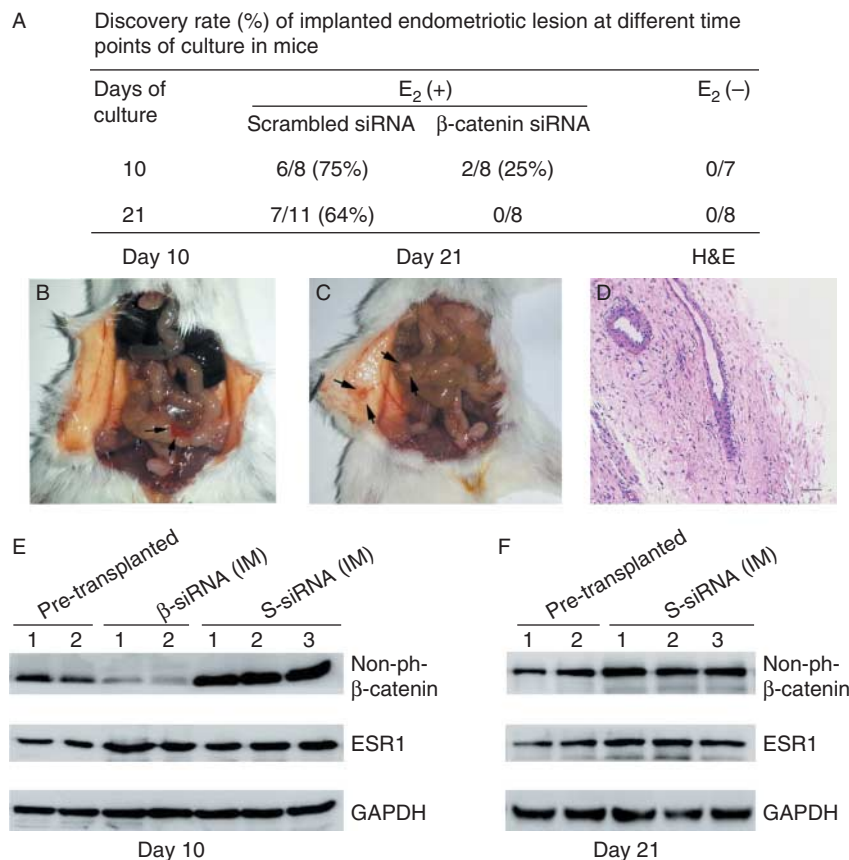 A
Discovery rate (%) of implanted endometriotic lesion at different time
points of culture in mice
Days of
culture
E₂ (+)
E₂ (–)
Scrambled siRNA
β-catenin siRNA
10
6/8 (75%)
2/8 (25%)
0/7
21
7/11 (64%)
0/8
0/8
Day 10
Day 21
H&E
B
C
D
E
Pre-transplanted
β-siRNA (IM)
S-siRNA (IM)
1 2 1 2 1 2 3
Non-ph-
β-catenin
ESR1
GAPDH
Day 10
F
Pre-transplanted
S-siRNA (IM)
1 2 1 2 3
Non-ph-
β-catenin
ESR1
GAPDH
Day 21